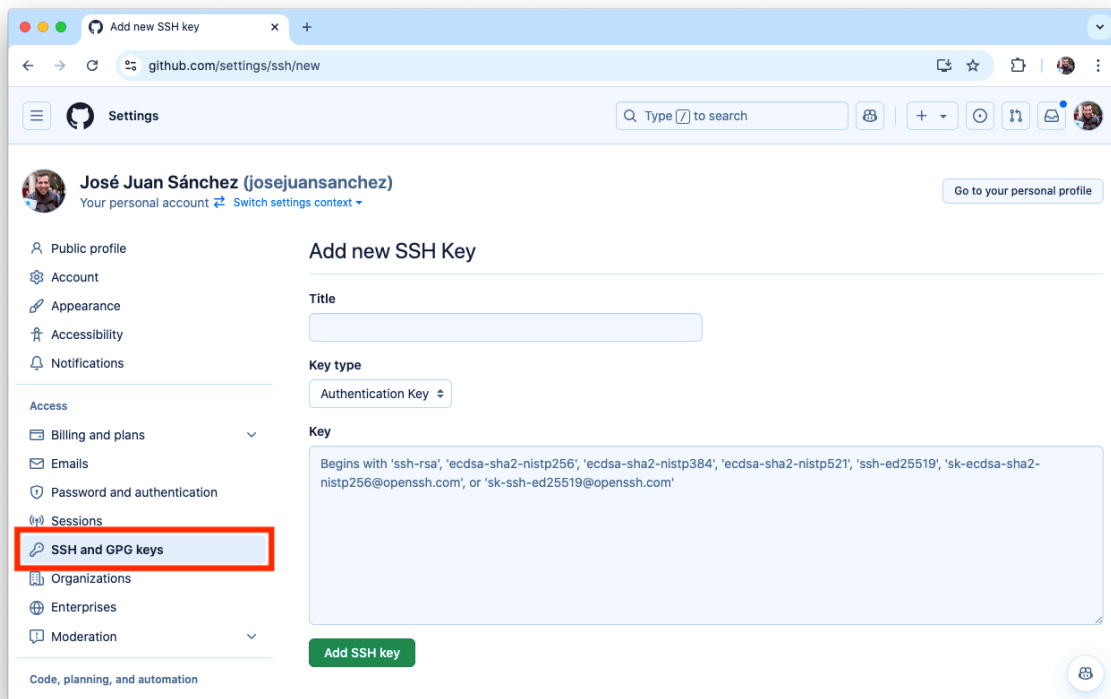 Add new SSH key
github.com/settings/ssh/new
Settings
Type / to search
José Juan Sánchez (josejuansanchez)
Your personal account Switch settings context
Go to your personal profile
Public profile
Account
Appearance
Accessibility
Notifications
Access
Billing and plans
Emails
Password and authentication
Sessions
SSH and GPG keys
Organizations
Enterprises
Moderation
Code, planning, and automation
Add new SSH Key
Title
Key type
Authentication Key
Key
Begins with 'ssh-rsa', 'ecdsa-sha2-nistp256', 'ecdsa-sha2-nistp384', 'ecdsa-sha2-nistp521', 'ssh-ed25519', 'sk-ecdsa-sha2-
nistp256@openssh.com', or 'sk-ssh-ed25519@openssh.com'
Add SSH key